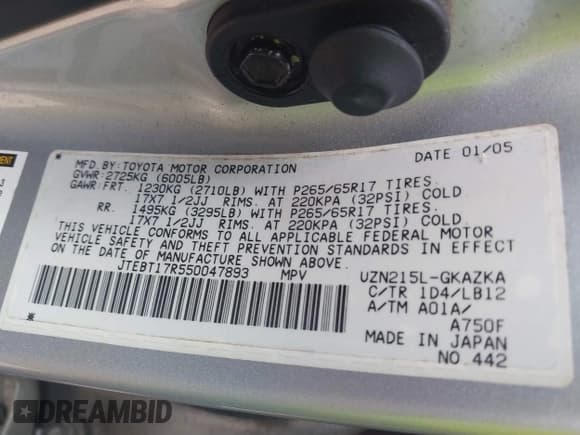 DATE 01/05
MFD.BY:TOYOTA MOTOR CORPORATION
GVWR:2725KG (6005LB)
GAWR:FRT. 1230KG (2710LB) WITH P265/65R17 TIRES.
17X7 1/2JJ RIMS. AT 220KPA (32PSI) COLD
RR. 1495KG (3295LB) WITH P265/65R17 TIRES.
17X7 1/2JJ RIMS. AT 220KPA (32PSI) COLD
THIS VEHICLE CONFORMS TO ALL APPLICABLE FEDERAL MOTOR
VEHICLE SAFETY AND THEFT PREVENTION STANDARDS IN EFFECT
ON THE DATE OF MANUFACTURE SHOWN ABOVE.
JTEBT17R550047893 MPV
UZN215L-GKAZKA
C/TR 1D4/LB12
A/TM A01A/
A750F
MADE IN JAPAN
NO.442
DREAMBID